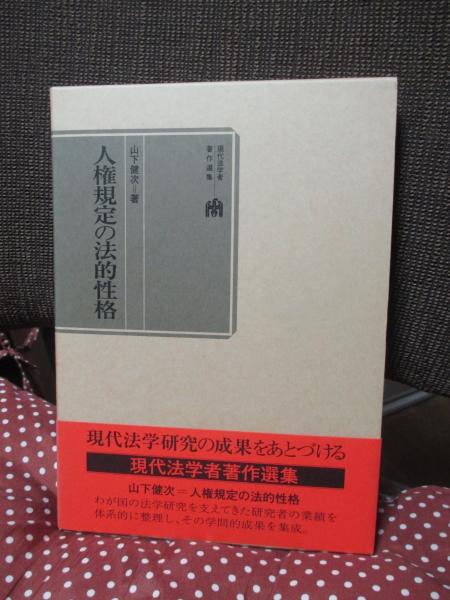 現代法学者
著作選集
山下健次=著
人権規定の法的性格
現代法学研究の成果をあとづける
現代法学者著作選集
山下健次=人権規定の法的性格
わが国の法学研究を支えてきた研究者の業績を
体系的に整理し、その学問的成果を集成。